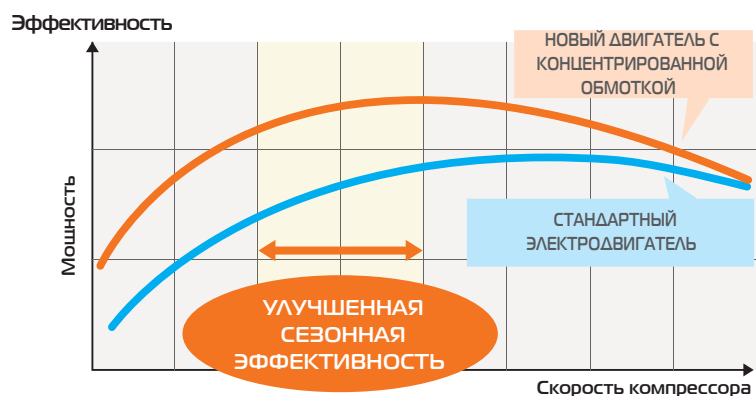 Эффективность
НОВЫЙ ДВИГАТЕЛЬ С
КОНЦЕНТРИРОВАННОЙ
ОБМОТКОЙ
Мощность
СТАНДАРТНЫЙ
ЭЛЕКТРОДВИГАТЕЛЬ
УЛУЧШЕННАЯ
СЕЗОННАЯ
ЭФФЕКТИВНОСТЬ
Скорость компрессора